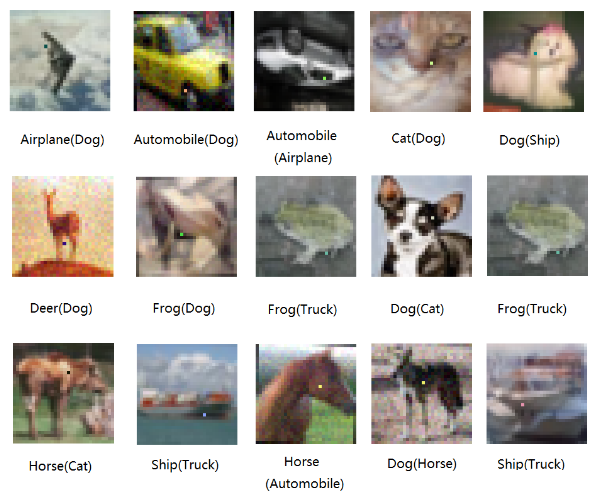 Airplane(Dog)
Automobile(Dog)
Automobile
(Airplane)
Cat(Dog)
Dog(Ship)
Deer(Dog)
Frog(Dog)
Frog(Truck)
Dog(Cat)
Frog(Truck)
Horse(Cat)
Ship(Truck)
Horse
(Automobile)
Dog(Horse)
Ship(Truck)